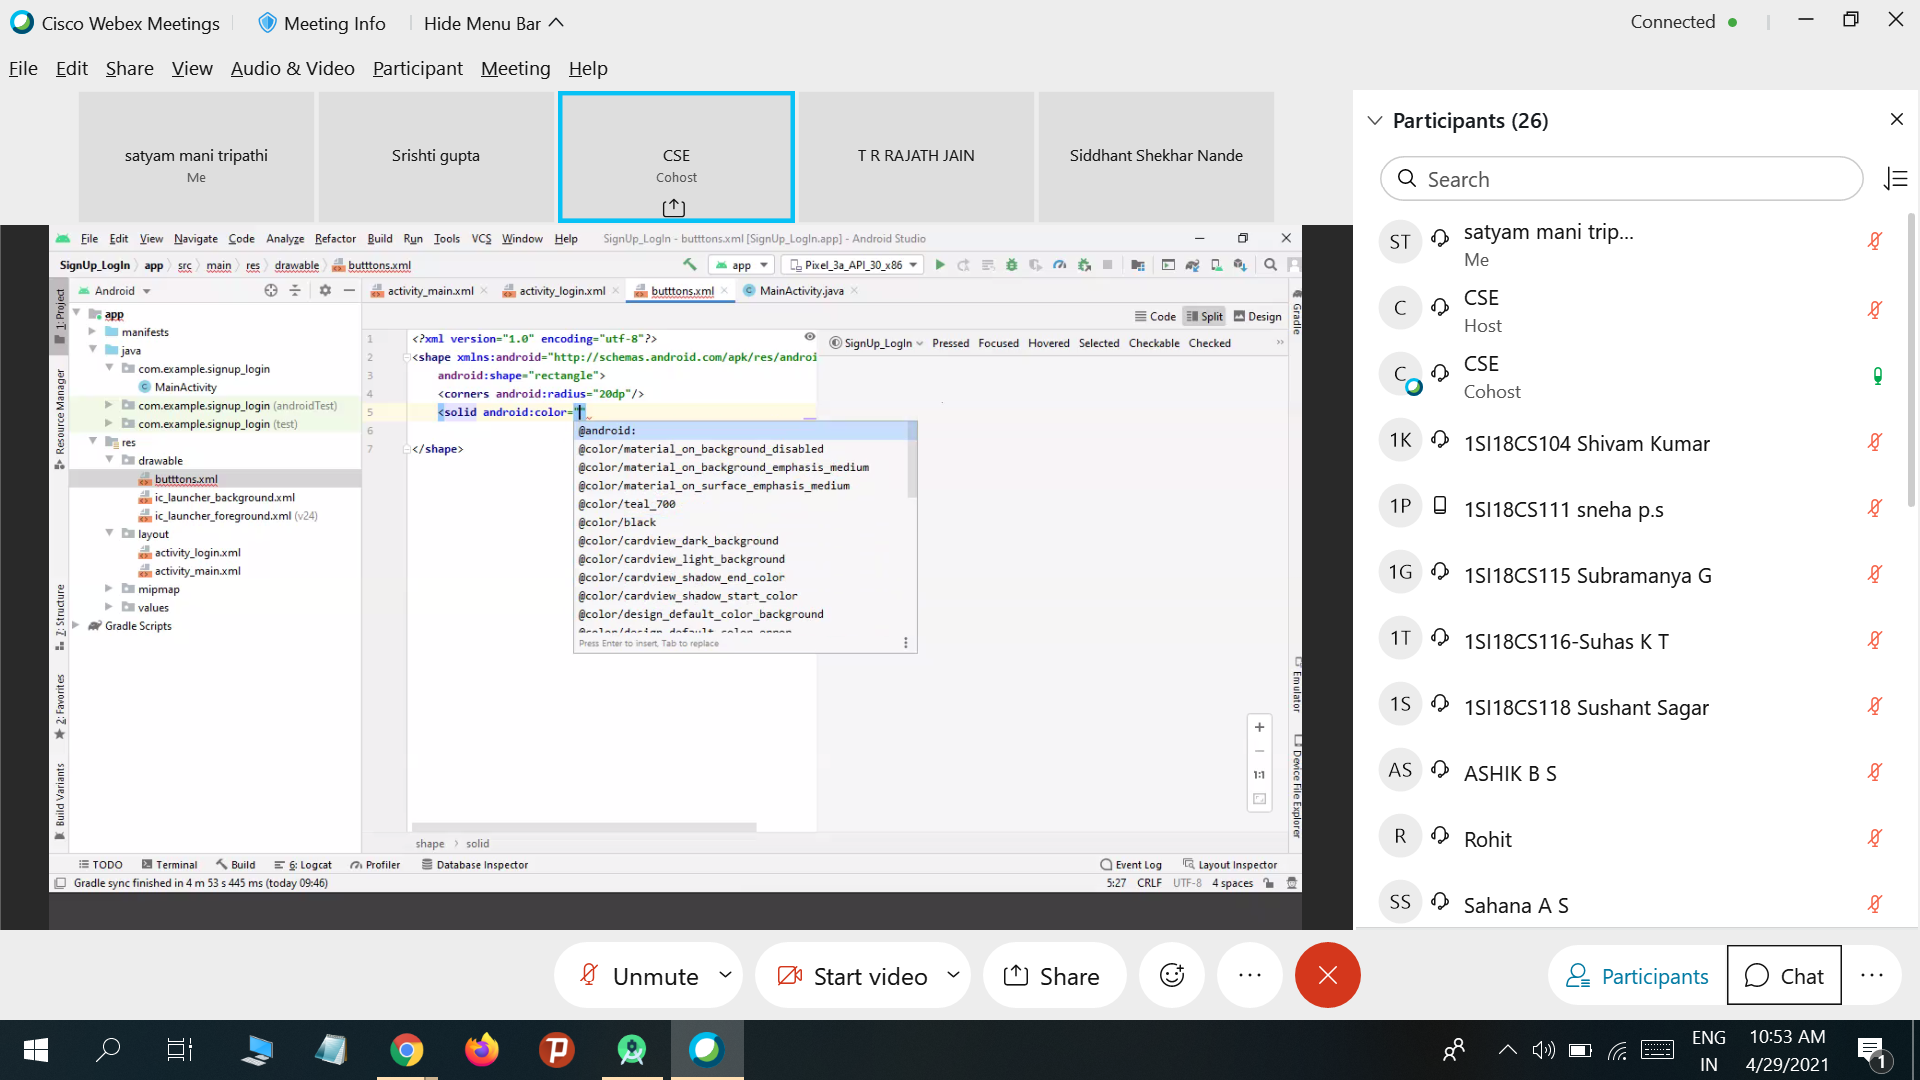 Cisco Webex Meetings
Meeting Info
Hide Menu Bar
Connected
File Edit Share View Audio & Video Participant Meeting Help
satyam mani tripathi
Me
Srishti gupta
CSE
Cohost
T R RAJATH JAIN
Siddhant Shekhar Nande
File Edit View Navigate Code Analyze Refactor Build Run Tools VCS Window Help
SignUp_LogIn - butttons.xml [SignUp_LogIn.app] - Android Studio
SignUp_LogIn app src main res drawable butttons.xml
app
Pixel_3a_API_30_x86
Android
activity_main.xml
activity_login.xml
butttons.xml
MainActivity.java
Code Split Design
1: Project
Resource Manager
7: Structure
2: Favorites
Build Variants
app
manifests
java
com.example.signup_login
MainActivity
com.example.signup_login (androidTest)
com.example.signup_login (test)
res
drawable
butttons.xml
ic_launcher_background.xml
ic_launcher_foreground.xml (v24)
layout
activity_login.xml
activity_main.xml
mipmap
values
Gradle Scripts
1 <?xml version="1.0" encoding="utf-8"?>
2 <shape xmlns:android="http://schemas.android.com/apk/res/androi
3 android:shape="rectangle">
4 <corners android:radius="20dp"/>
5 <solid android:color=""
6
7 </shape>
@android:
@color/material_on_background_disabled
@color/material_on_background_emphasis_medium
@color/material_on_surface_emphasis_medium
@color/teal_700
@color/black
@color/cardview_dark_background
@color/cardview_light_background
@color/cardview_shadow_end_color
@color/cardview_shadow_start_color
@color/design_default_color_background
@color/design_default_color_error
Press Enter to insert, Tab to replace
SignUp_LogIn Pressed Focused Hovered Selected Checkable Checked
Gradle
Emulator
Device File Explorer
1:1
shape solid
TODO Terminal Build 6: Logcat Profiler Database Inspector
Event Log Layout Inspector
Gradle sync finished in 4 m 53 s 445 ms (today 09:46)
5:27 CRLF UTF-8 4 spaces
Participants (26)
Search
ST satyam mani trip...
Me
C CSE
Host
C CSE
Cohost
1K 1SI18CS104 Shivam Kumar
1P 1SI18CS111 sneha p.s
1G 1SI18CS115 Subramanya G
1T 1SI18CS116-Suhas K T
1S 1SI18CS118 Sushant Sagar
AS ASHIK B S
R Rohit
SS Sahana A S
Unmute
Start video
Share
Participants
Chat
ENG
IN
10:53 AM
4/29/2021
1